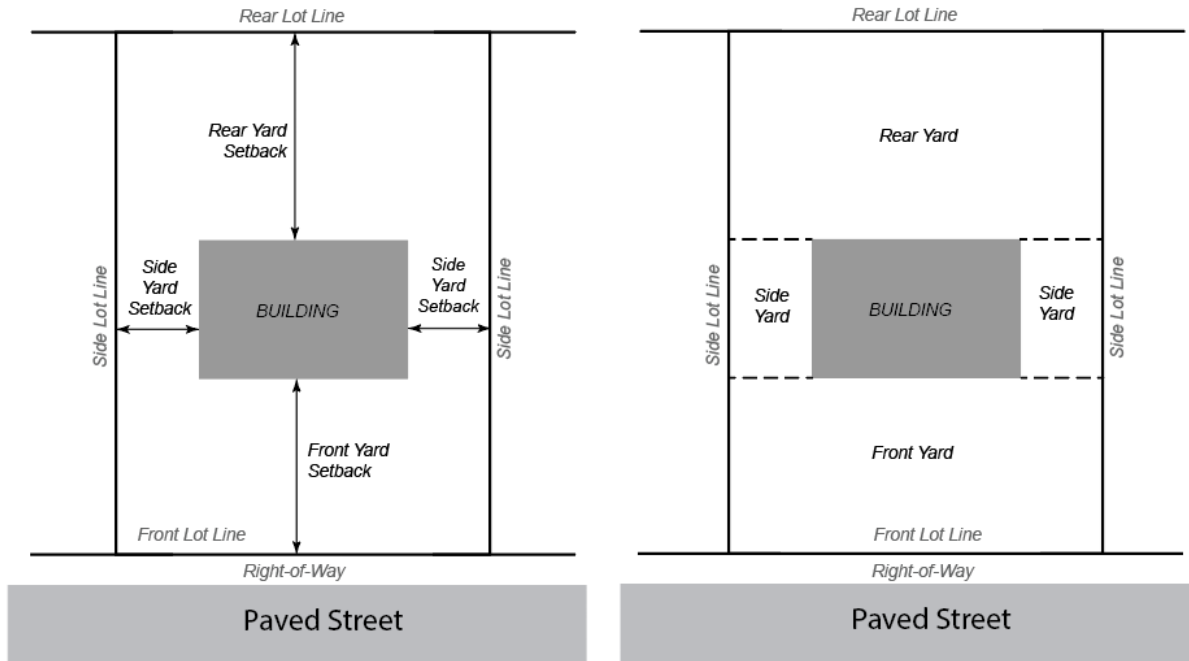 Rear Lot Line
Rear Yard
Setback
Side Lot Line
Side
Yard
Setback
BUILDING
Side
Yard
Setback
Side Lot Line
Front Yard
Setback
Front Lot Line
Right-of-Way
Paved Street
Rear Lot Line
Rear Yard
Side Lot Line
Side
Yard
BUILDING
Side
Yard
Side Lot Line
Front Yard
Front Lot Line
Right-of-Way
Paved Street